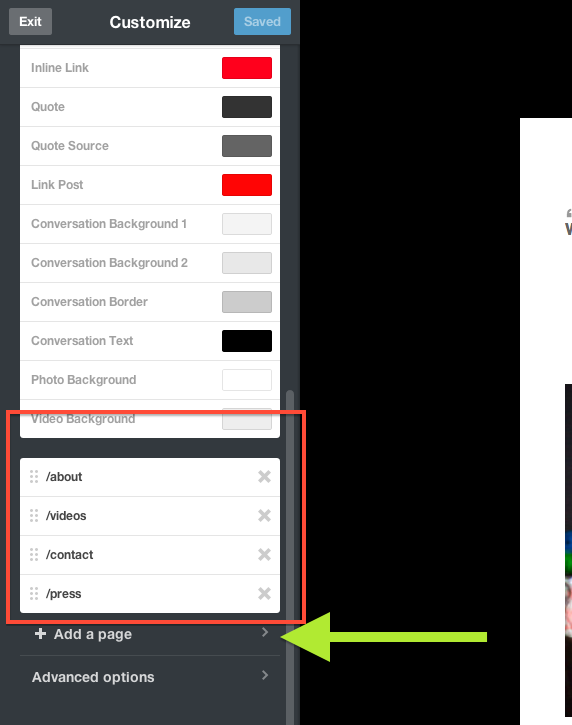 Exit
Customize
Saved
Inline Link
Quote
Quote Source
Link Post
Conversation Background 1
Conversation Background 2
Conversation Border
Conversation Text
Photo Background
Video Background
/about
/videos
/contact
/press
Add a page
Advanced options